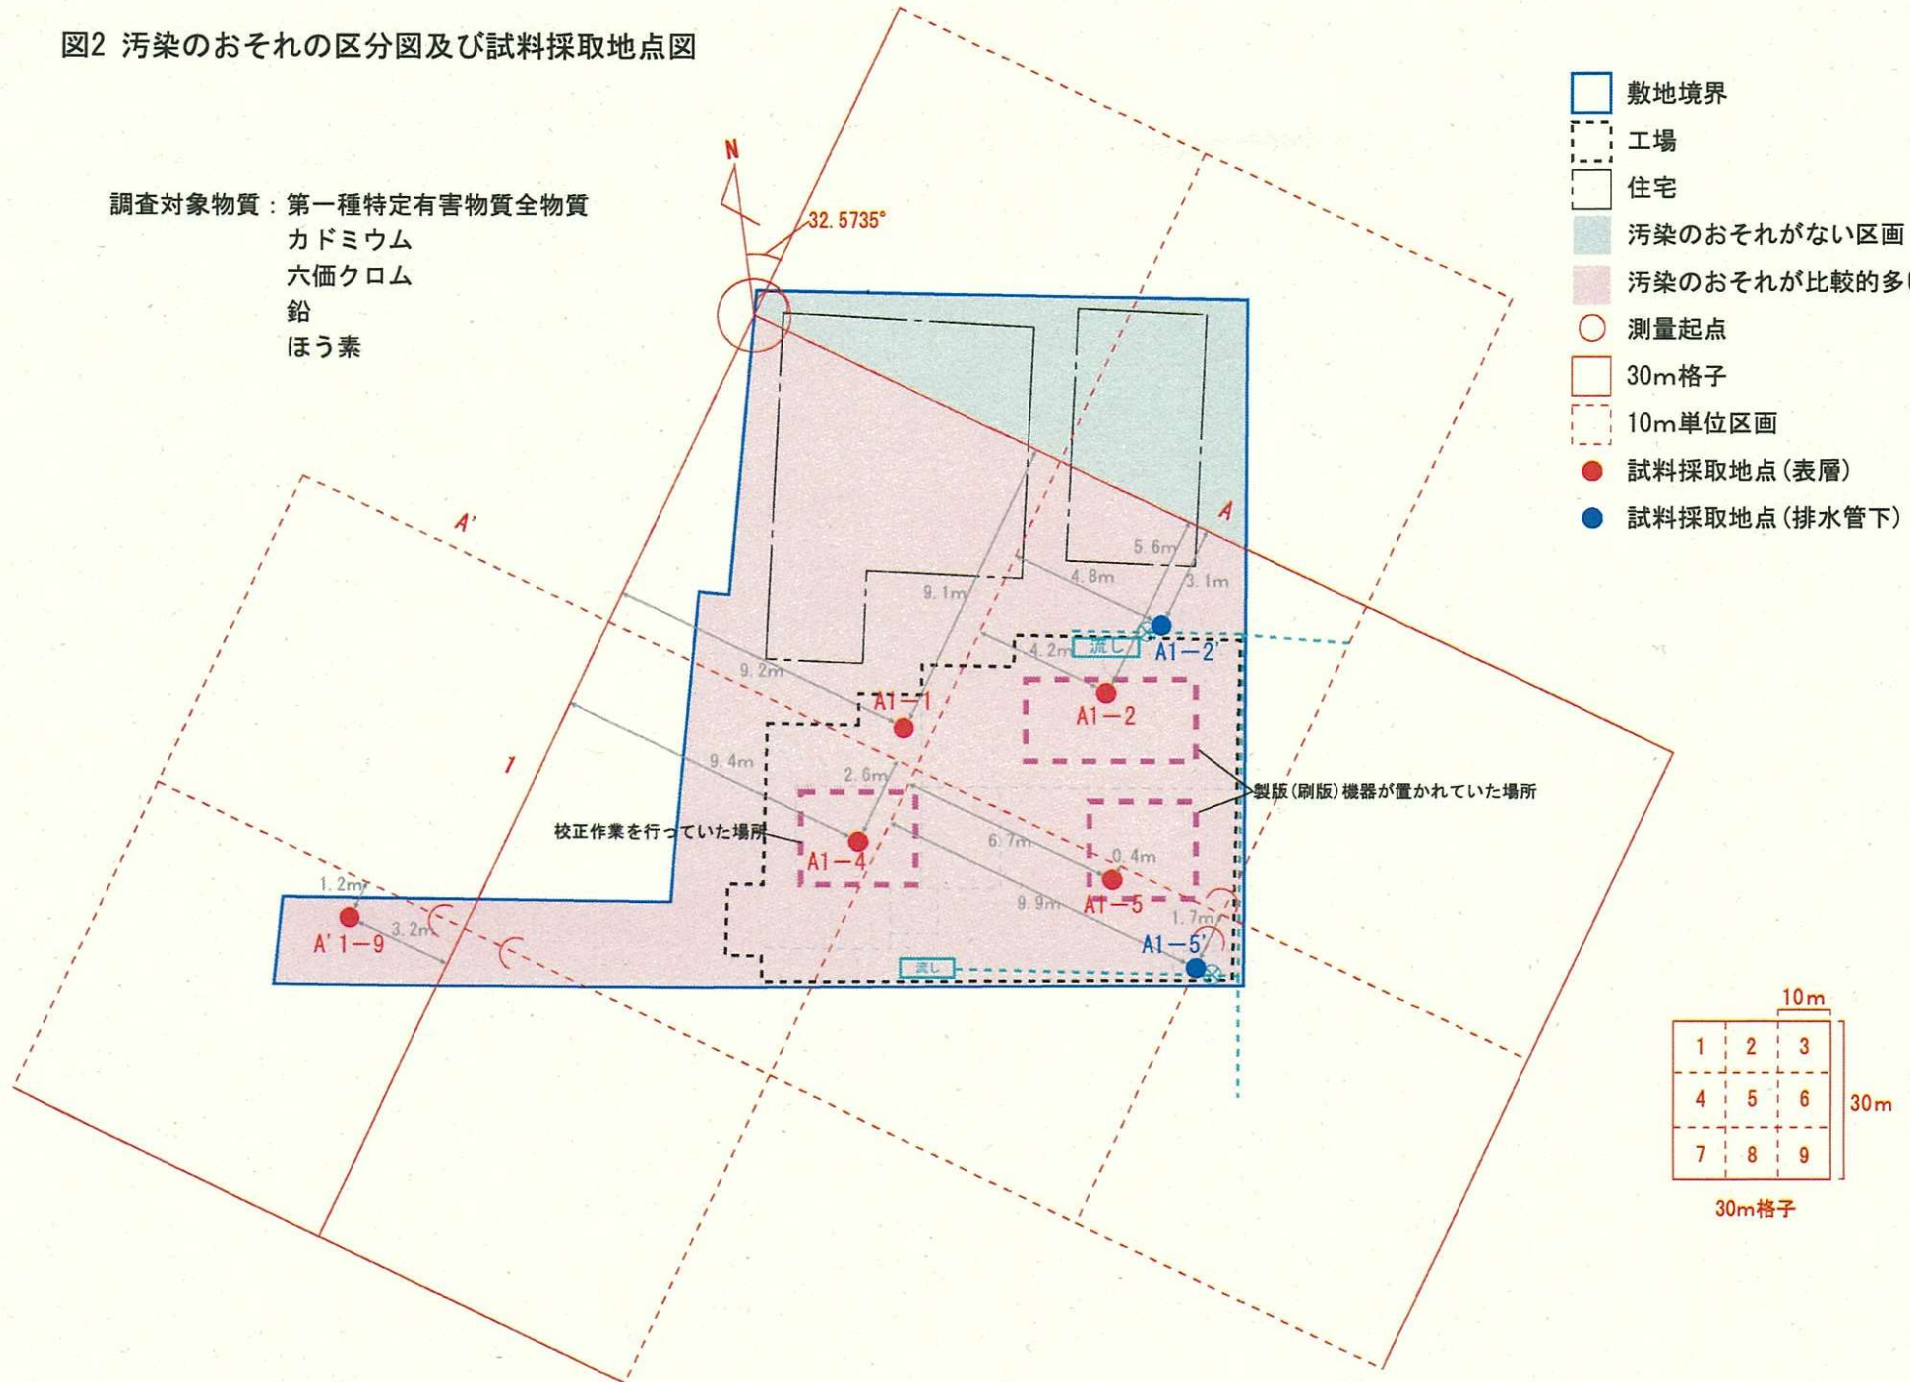 図2 汚染のおそれの区分図及び試料採取地点図
調査対象物質：第一種特定有害物質全物質
カドミウム
六価クロム
鉛
ほう素
N
32.5735°
敷地境界
工場
住宅
汚染のおそれがない区画
汚染のおそれが比較的多い
測量起点
30m格子
10m単位区画
試料採取地点(表層)
試料採取地点(排水管下)
A'
A
1
5.6m
4.8m
3.1m
9.1m
流し
A1-2'
4.2m
9.2m
A1-1
A1-2
9.4m
2.6m
製版(刷版)機器が置かれていた場所
校正作業を行っていた場所
A1-4
6.7m
0.4m
A1-5
9.9m
1.7m
A1-5'
1.2m
3.2m
A'1-9
流し
10m
1 2 3
4 5 6
7 8 9
30m
30m格子